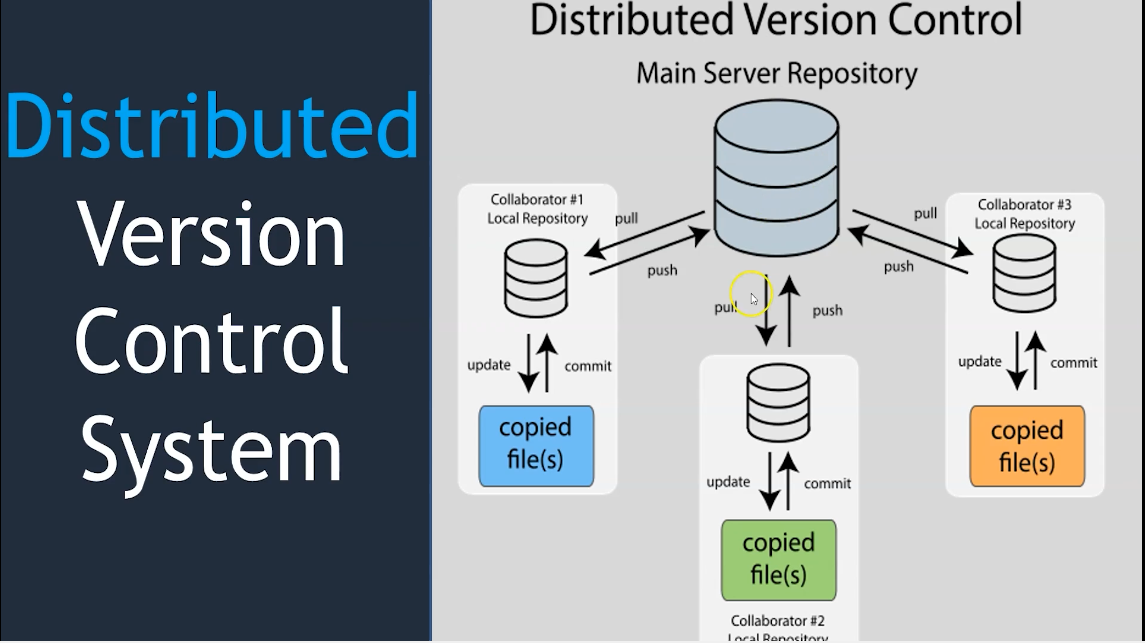 Distributed
Version
Control
System
Distributed Version Control
Main Server Repository
Collaborator #1
Local Repository
pull
push
update
commit
copied
file(s)
pull
push
update
commit
copied
file(s)
Collaborator #2
Local Repository
Collaborator #3
Local Repository
pull
push
update
commit
copied
file(s)